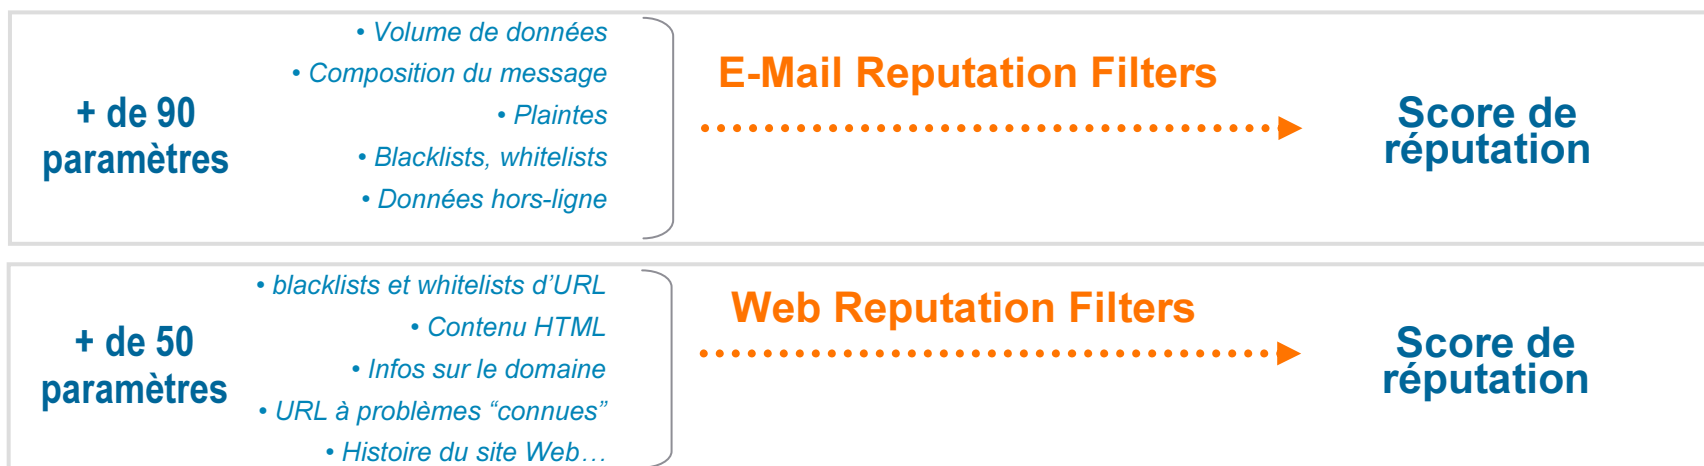 + de 90
paramètres
• Volume de données
• Composition du message
• Plaintes
• Blacklists, whitelists
• Données hors-ligne
E-Mail Reputation Filters
Score de
réputation
+ de 50
paramètres
• blacklists et whitelists d’URL
• Contenu HTML
• Infos sur le domaine
• URL à problèmes “connues”
• Histoire du site Web…
Web Reputation Filters
Score de
réputation